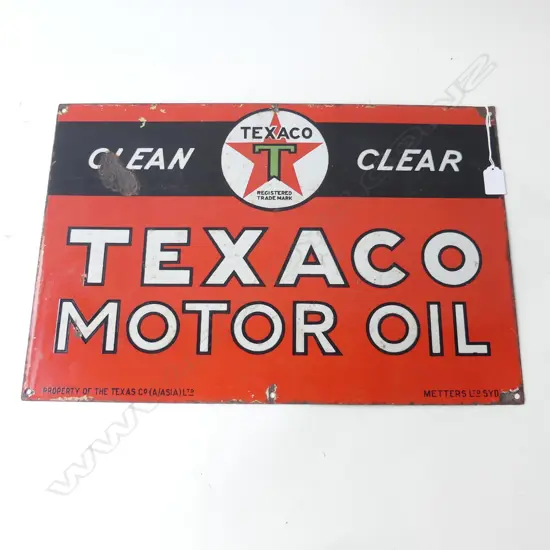 TEXACO
T
CLEAN CLEAR
REGISTERED
TRADE MARK
TEXACO
MOTOR OIL
PROPERTY OF THE TEXAS CO (A/ASIA) LTD METTERS LTD SYD